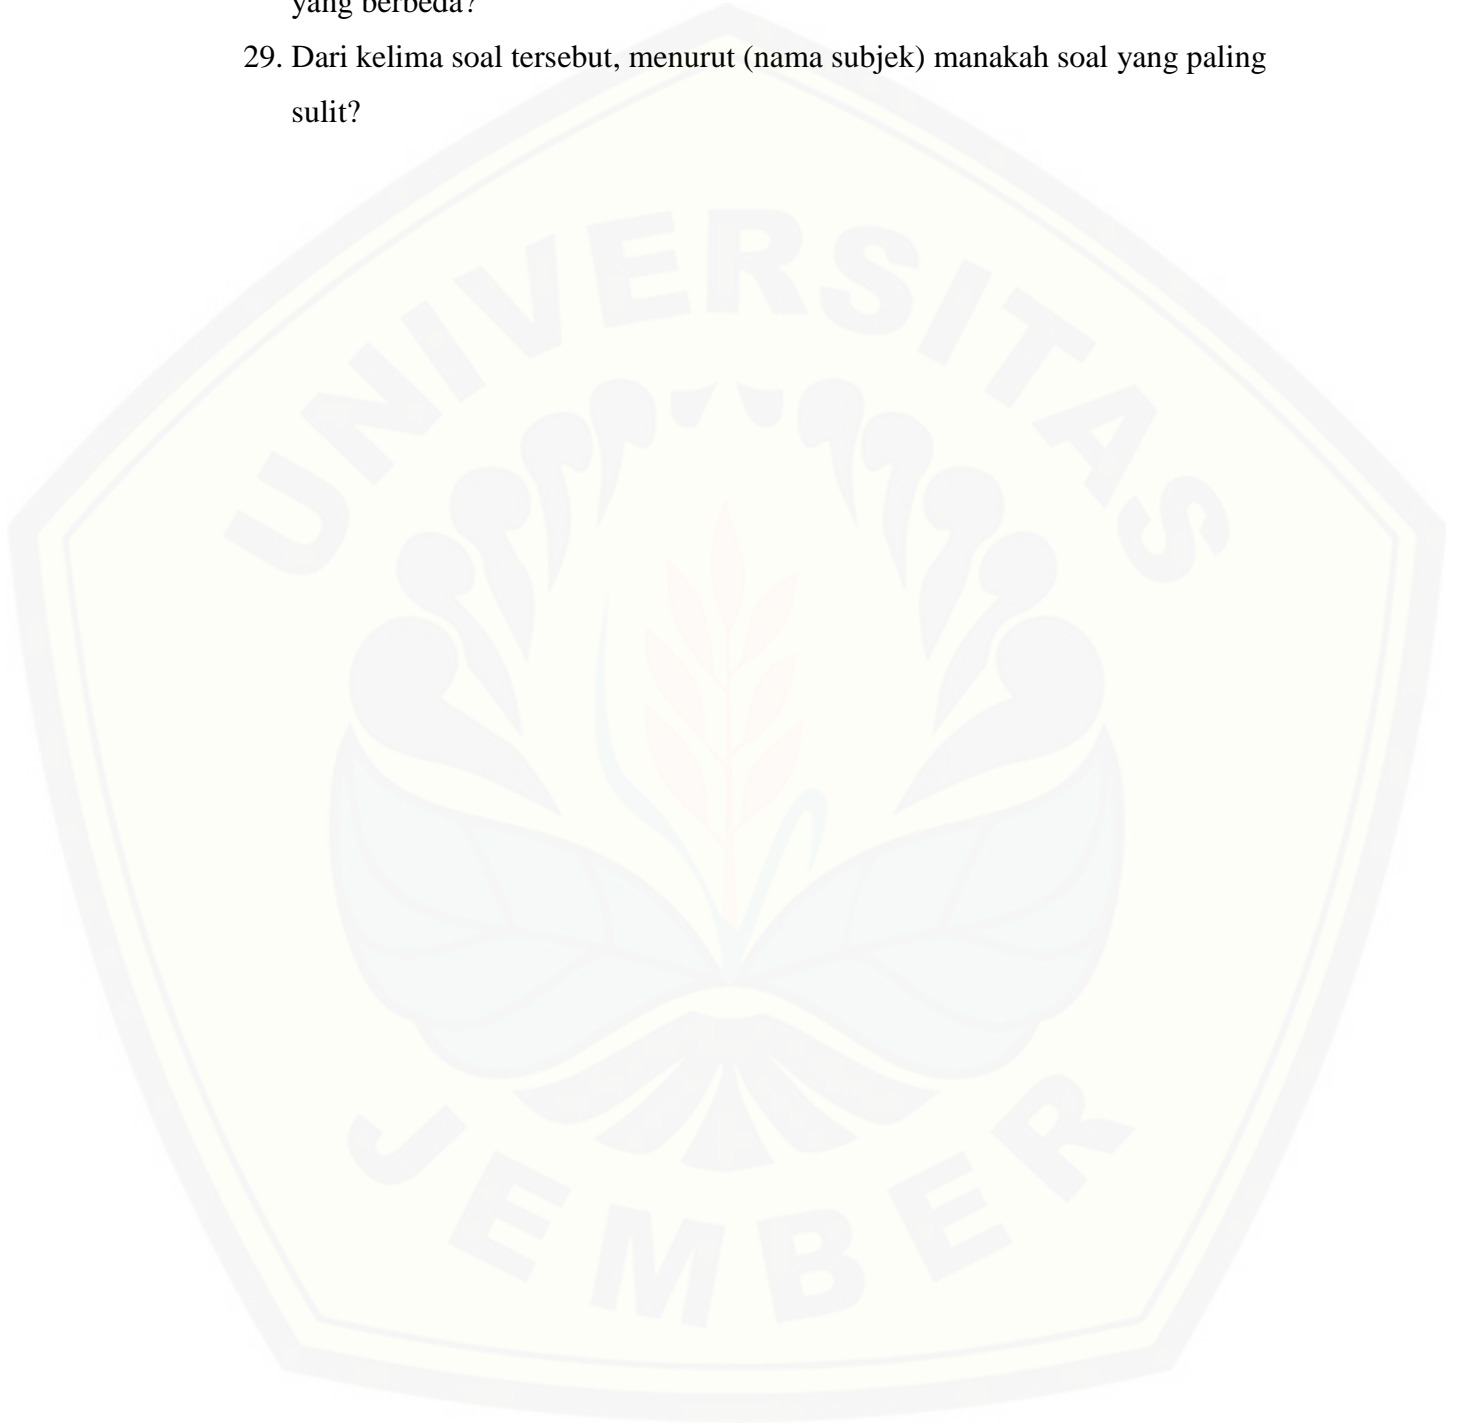 yang berbeda?
29. Dari kelima soal tersebut, menurut (nama subjek) manakah soal yang paling
sulit?
UNIVERSITAS
JEMBER